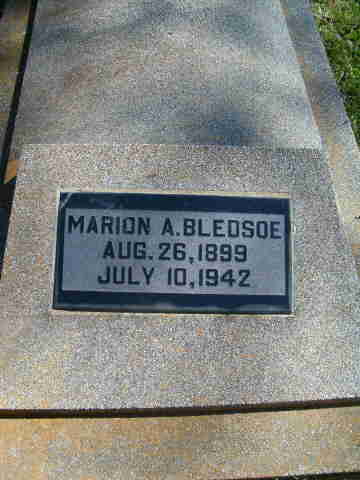 MARION A. BLEDSOE
AUG. 26, 1899
JULY 10, 1942